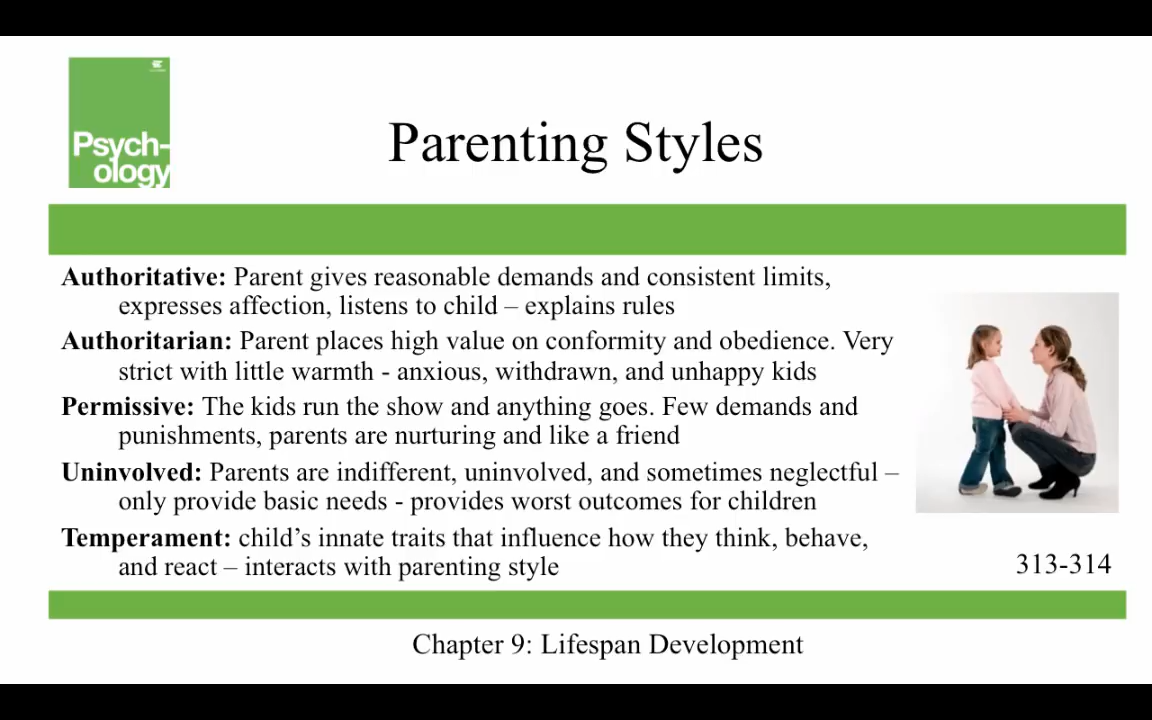 Psych-
ology
Parenting Styles
Authoritative: Parent gives reasonable demands and consistent limits,
expresses affection, listens to child – explains rules
Authoritarian: Parent places high value on conformity and obedience. Very
strict with little warmth - anxious, withdrawn, and unhappy kids
Permissive: The kids run the show and anything goes. Few demands and
punishments, parents are nurturing and like a friend
Uninvolved: Parents are indifferent, uninvolved, and sometimes neglectful –
only provide basic needs - provides worst outcomes for children
Temperament: child’s innate traits that influence how they think, behave,
and react – interacts with parenting style
313-314
Chapter 9: Lifespan Development